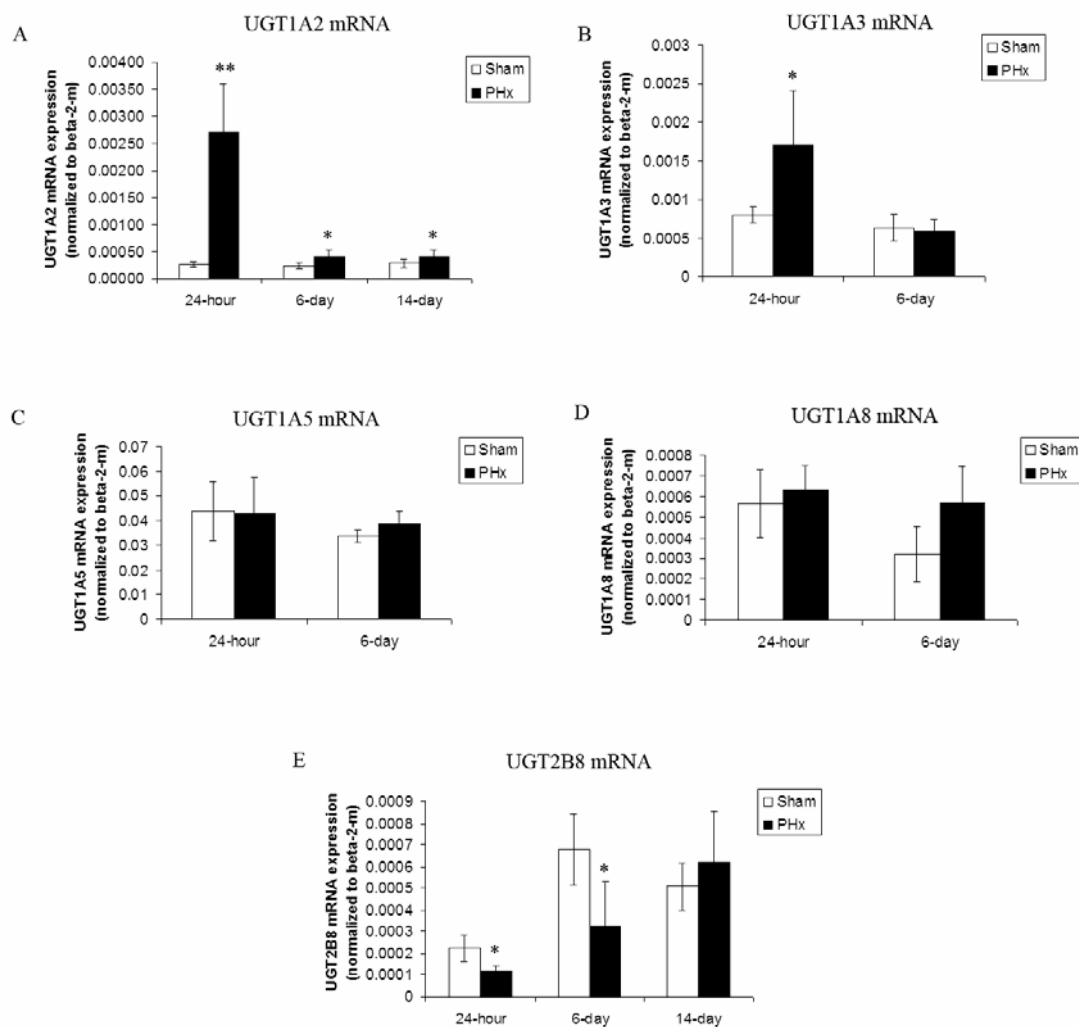 A
UGT1A2 mRNA
UGT1A2 mRNA expression
(normalized to beta-2-m)
0.00400
0.00350
0.00300
0.00250
0.00200
0.00150
0.00100
0.00050
0.00000
**
*
*
Sham
PHx
24-hour 6-day 14-day
B
UGT1A3 mRNA
UGT1A3 mRNA expression
(normalized to beta-2-m)
0.003
0.0025
0.002
0.0015
0.001
0.0005
0
*
Sham
PHx
24-hour 6-day
C
UGT1A5 mRNA
UGT1A5 mRNA expression
(normalized to beta-2-m)
0.07
0.06
0.05
0.04
0.03
0.02
0.01
0
Sham
PHx
24-hour 6-day
D
UGT1A8 mRNA
UGT1A8 mRNA expression
(normalized to beta-2-m)
0.0008
0.0007
0.0006
0.0005
0.0004
0.0003
0.0002
0.0001
0
Sham
PHx
24-hour 6-day
E
UGT2B8 mRNA
UGT2B8 mRNA expression
(normalized to beta-2-m)
0.0009
0.0008
0.0007
0.0006
0.0005
0.0004
0.0003
0.0002
0.0001
0
*
*
Sham
PHx
24-hour 6-day 14-day